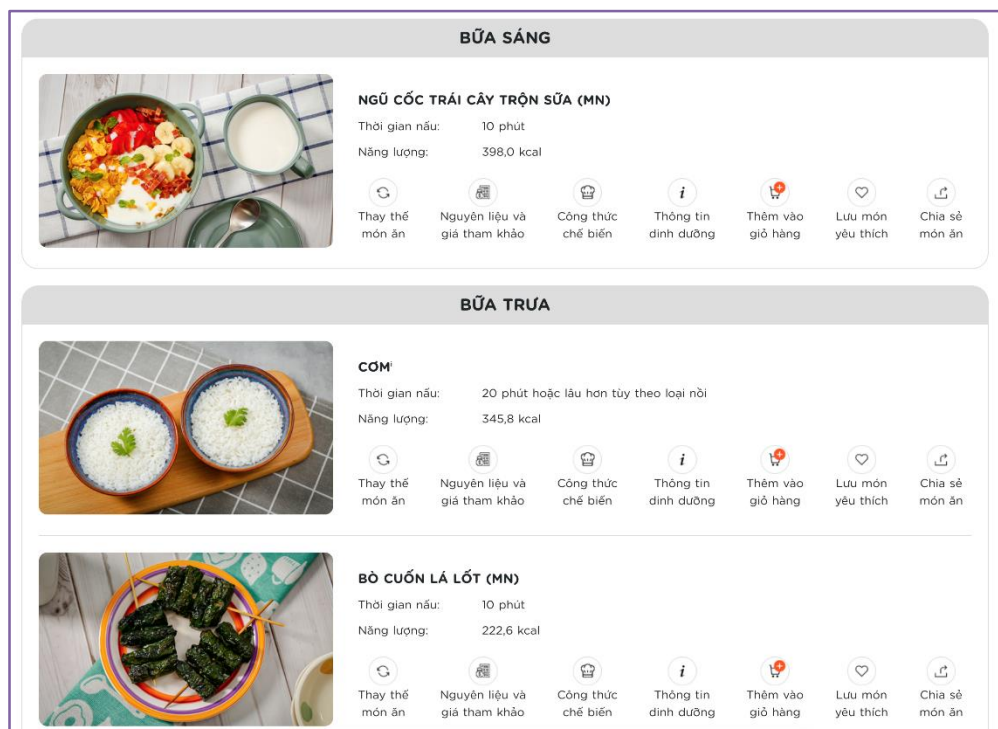 BỮA SÁNG
NGŨ CỐC TRÁI CÂY TRỘN SỮA (MN)
Thời gian nấu: 10 phút
Năng lượng: 398,0 kcal
Thay thế món ăn
Nguyên liệu và giá tham khảo
Công thức chế biến
Thông tin dinh dưỡng
Thêm vào giỏ hàng
Lưu món yêu thích
Chia sẻ món ăn
BỮA TRƯA
CƠM
Thời gian nấu: 20 phút hoặc lâu hơn tùy theo loại nồi
Năng lượng: 345,8 kcal
Thay thế món ăn
Nguyên liệu và giá tham khảo
Công thức chế biến
Thông tin dinh dưỡng
Thêm vào giỏ hàng
Lưu món yêu thích
Chia sẻ món ăn
BÒ CUỐN LÁ LỐT (MN)
Thời gian nấu: 10 phút
Năng lượng: 222,6 kcal
Thay thế món ăn
Nguyên liệu và giá tham khảo
Công thức chế biến
Thông tin dinh dưỡng
Thêm vào giỏ hàng
Lưu món yêu thích
Chia sẻ món ăn